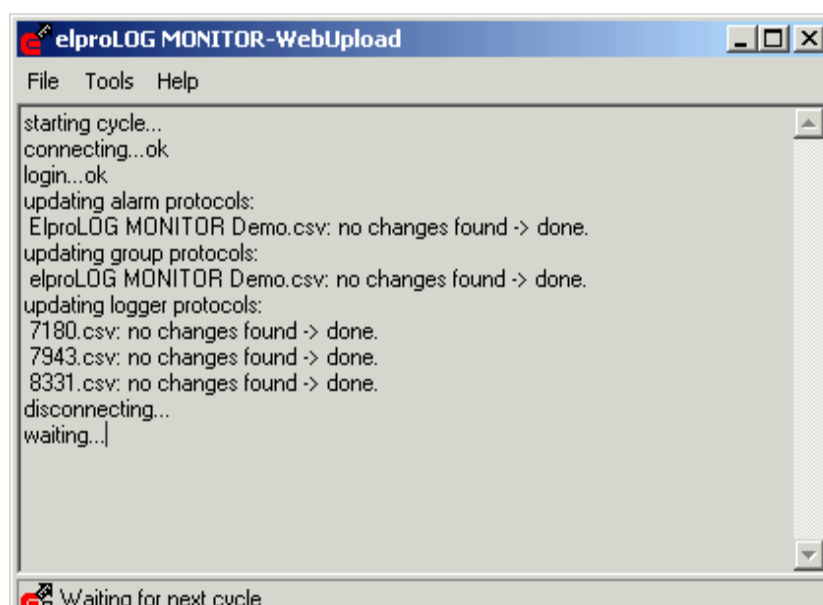 elproLOG MONITOR-WebUpload
File Tools Help
starting cycle...
connecting...ok
login...ok
updating alarm protocols:
ElproLOG MONITOR Demo.csv: no changes found -> done.
updating group protocols:
elproLOG MONITOR Demo.csv: no changes found -> done.
updating logger protocols:
7180.csv: no changes found -> done.
7943.csv: no changes found -> done.
8331.csv: no changes found -> done.
disconnecting...
waiting...
Waiting for next cycle